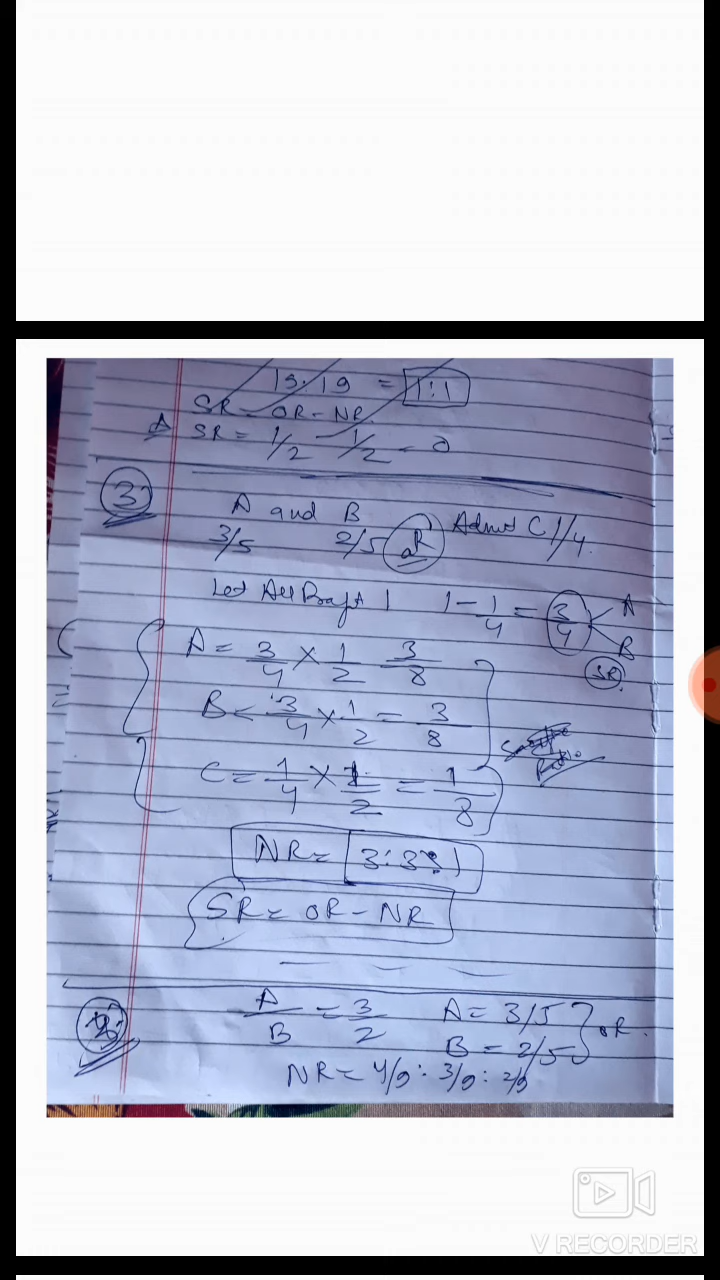 19:19 = 1:1
SR = OR - NR
SR = 1/2 - 1/2 = 0
3
A and B
3/5 2/5 OR Admit C 1/4
Let All Profit 1 1 - 1/4 = 3/4 A B
SR
A = 3/4 × 1/2 3/8
B = 3/4 × 1/2 = 3/8
C = 1/4 × 1/2 = 1/8
Ratio
NR = 3:3:1
SR = OR - NR
A/B = 3/2 A = 3/5
B = 2/5 OR
NR = 4/9 : 3/9 : 2/9
V RECORDER